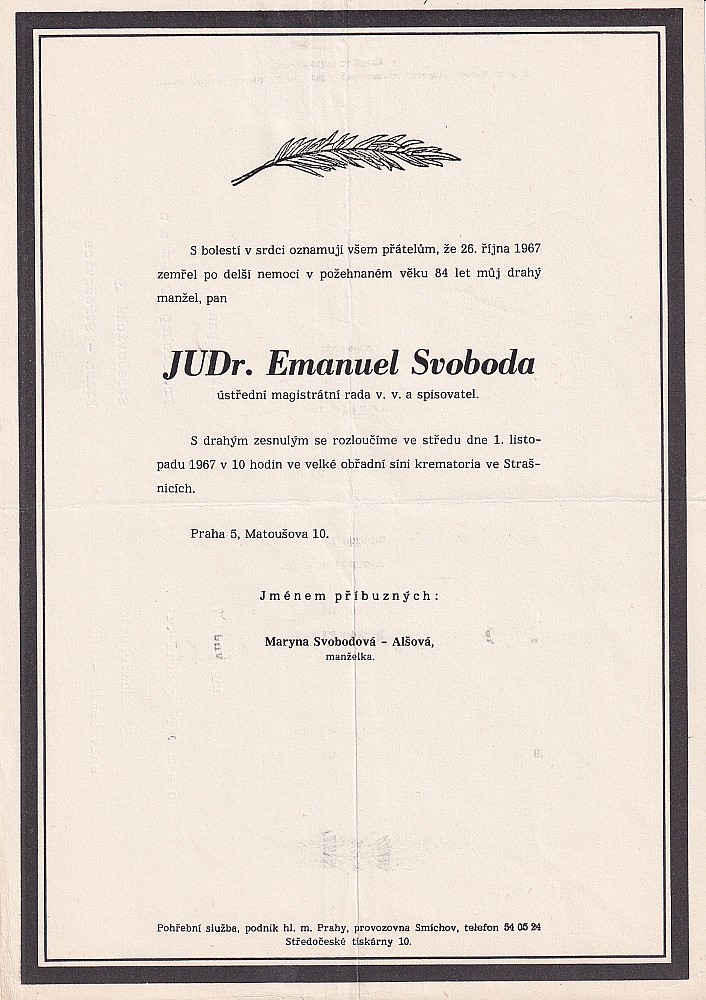 S bolestí v srdci oznamuji všem přátelům, že 26. října 1967
zemřel po delší nemoci v požehnaném věku 84 let můj drahý
manžel, pan
JUDr. Emanuel Svoboda
ústřední magistrátní rada v. v. a spisovatel.
S drahým zesnulým se rozloučíme ve středu dne 1. listo-
padu 1967 v 10 hodin ve velké obřadní síni krematoria ve Straš-
nicích.
Praha 5, Matoušova 10.
Jménem příbuzných:
Maryna Svobodová - Alšová,
manželka.
Pohřební služba, podnik hl. m. Prahy, provozovna Smíchov, telefon 54 05 24
Středočeské tiskárny 10.